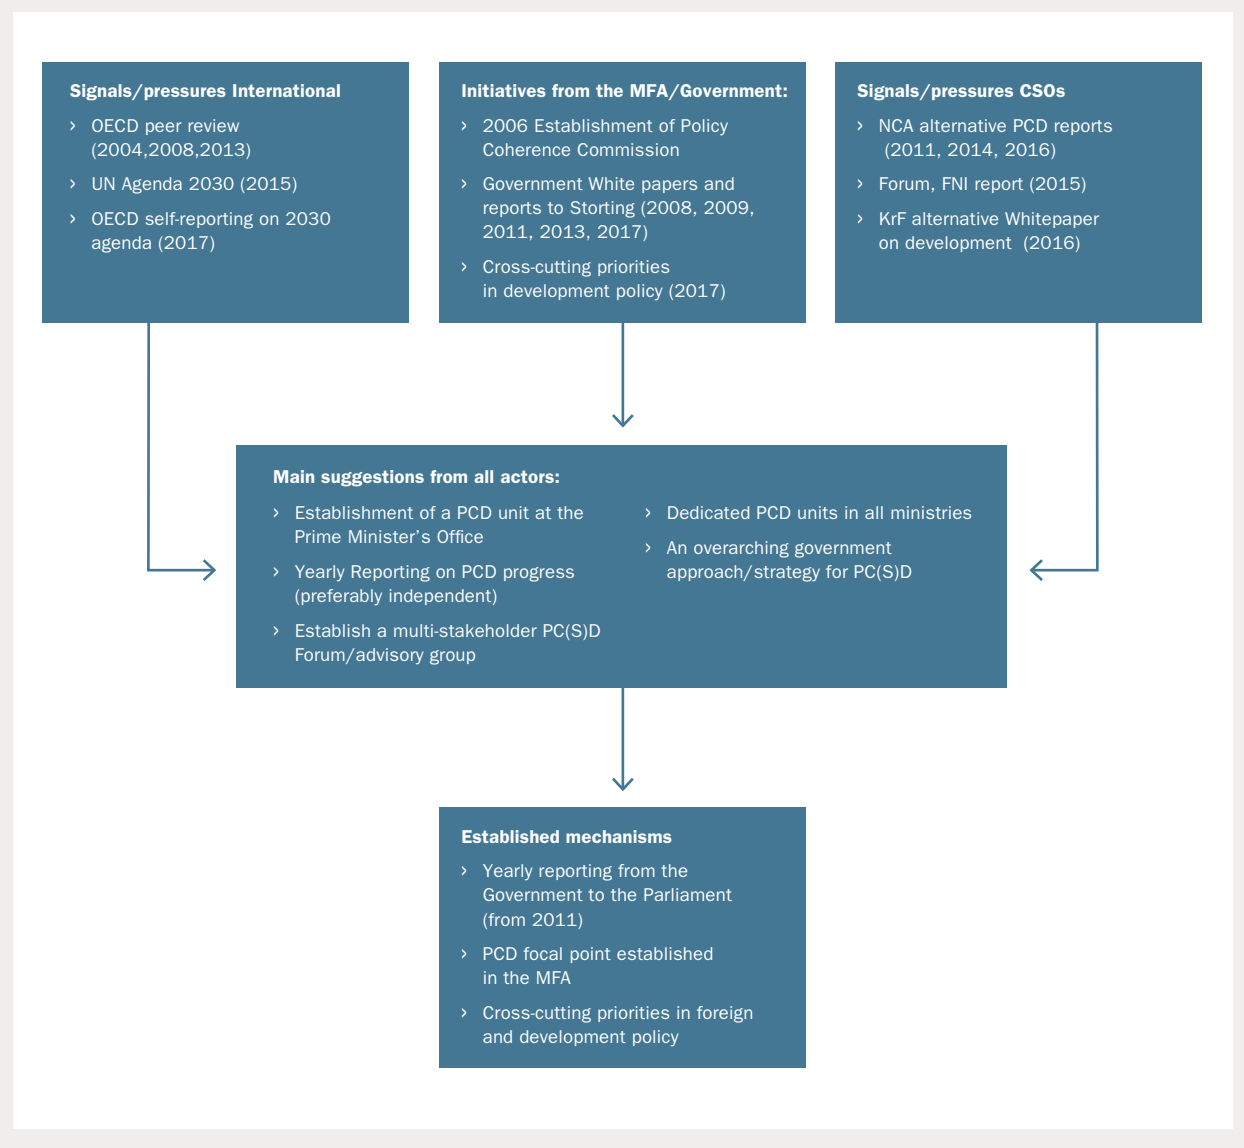 Signals/pressures International
› OECD peer review
(2004,2008,2013)
› UN Agenda 2030 (2015)
› OECD self-reporting on 2030
agenda (2017)
Initiatives from the MFA/Government:
› 2006 Establishment of Policy
Coherence Commission
› Government White papers and
reports to Storting (2008, 2009,
2011, 2013, 2017)
› Cross-cutting priorities
in development policy (2017)
Signals/pressures CSOs
› NCA alternative PCD reports
(2011, 2014, 2016)
› Forum, FNI report (2015)
› KrF alternative Whitepaper
on development (2016)
Main suggestions from all actors:
› Establishment of a PCD unit at the
Prime Minister’s Office
› Yearly Reporting on PCD progress
(preferably independent)
› Establish a multi-stakeholder PC(S)D
Forum/advisory group
› Dedicated PCD units in all ministries
› An overarching government
approach/strategy for PC(S)D
Established mechanisms
› Yearly reporting from the
Government to the Parliament
(from 2011)
› PCD focal point established
in the MFA
› Cross-cutting priorities in foreign
and development policy